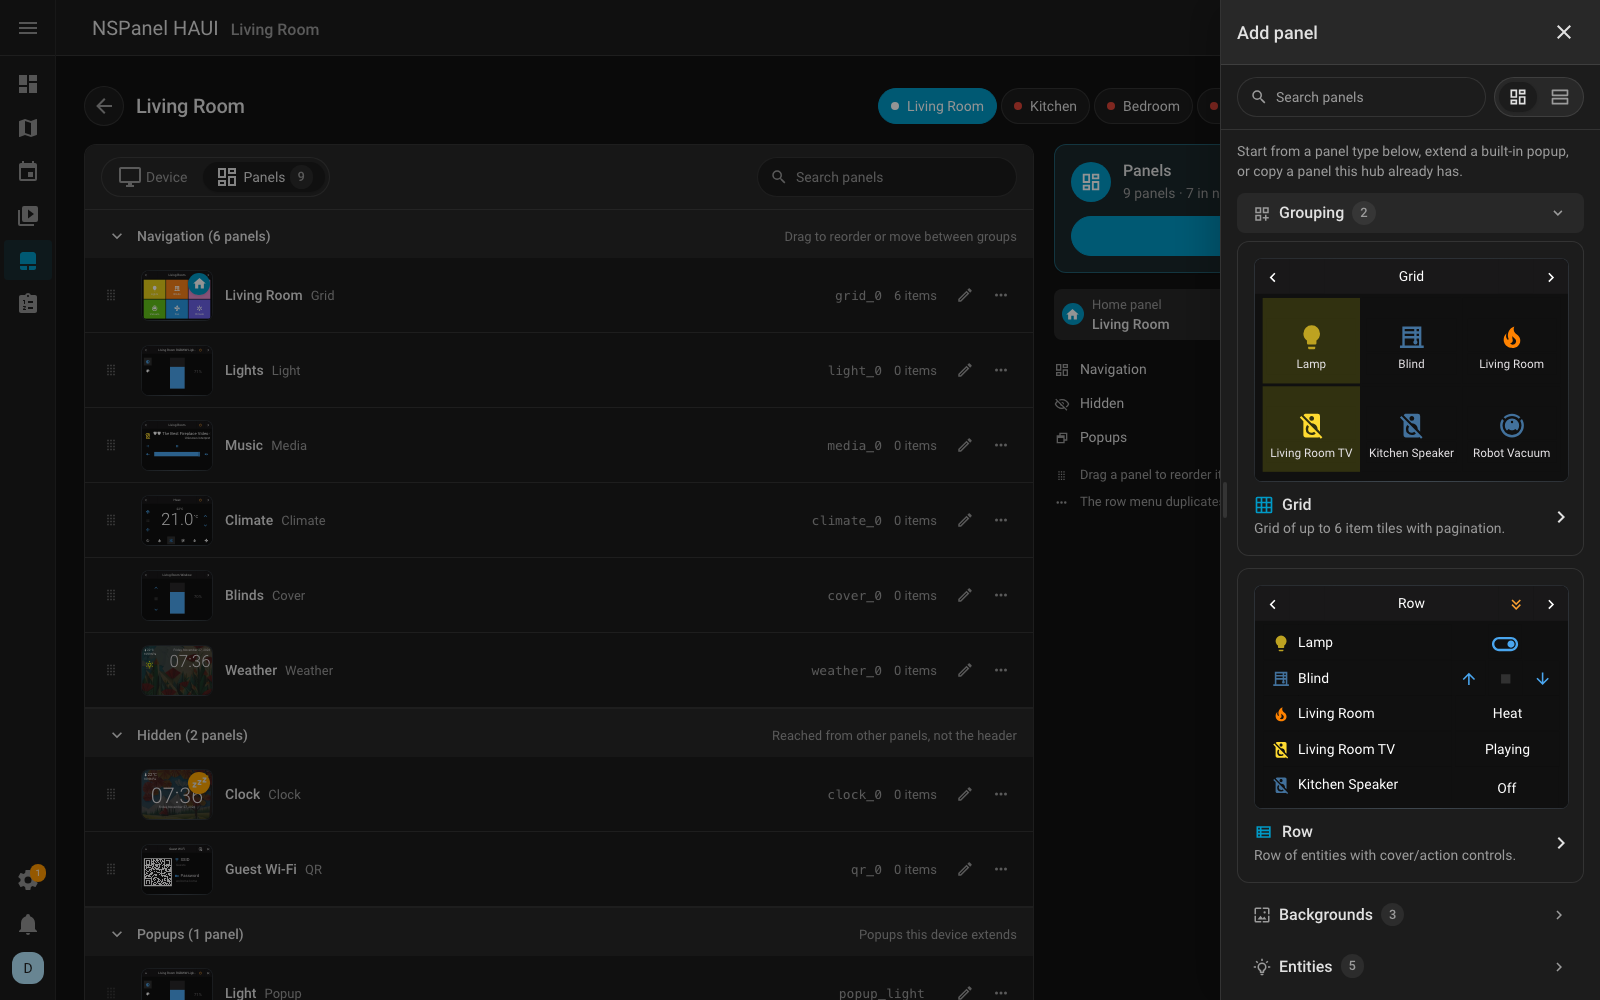 NSPanel HAUI Living Room
Living Room
Living Room
Kitchen
Bedroom
Device
Panels 9
Search panels
Navigation (6 panels)
Drag to reorder or move between groups
Living Room Grid
grid_0 6 items
Lights Light
light_0 0 items
Music Media
media_0 0 items
21.0
Climate Climate
climate_0 0 items
Blinds Cover
cover_0 0 items
07:36
Weather Weather
weather_0 0 items
Hidden (2 panels)
Reached from other panels, not the header
07:36
Clock Clock
clock_0 0 items
Guest Wi-Fi QR
qr_0 0 items
Popups (1 panel)
Popups this device extends
Light Popup
popup_light
1
D
Panels
9 panels · 7 in n
Home panel
Living Room
Navigation
Hidden
Popups
Drag a panel to reorder it
The row menu duplicates
Add panel
Search panels
Start from a panel type below, extend a built-in popup,
or copy a panel this hub already has.
Grouping 2
Grid
Lamp
Blind
Living Room
Living Room TV
Kitchen Speaker
Robot Vacuum
Grid
Grid of up to 6 item tiles with pagination.
Row
Lamp
Blind
Living Room Heat
Living Room TV Playing
Kitchen Speaker Off
Row
Row of entities with cover/action controls.
Backgrounds 3
Entities 5